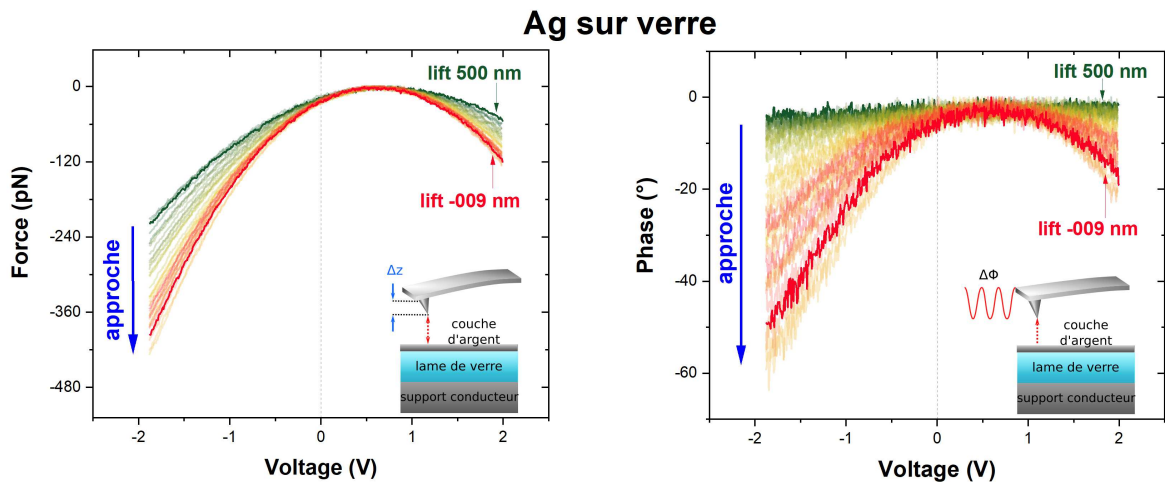 Ag sur verre
lift 500 nm
0
-120
-240
-360
-480
Force (pN)
approche
lift -009 nm
Δz
couche
d'argent
lame de verre
support conducteur
-2
-1
0
1
2
Voltage (V)
lift 500 nm
0
-20
-40
-60
Phase (°)
approche
lift -009 nm
ΔΦ
couche
d'argent
lame de verre
support conducteur
-2
-1
0
1
2
Voltage (V)